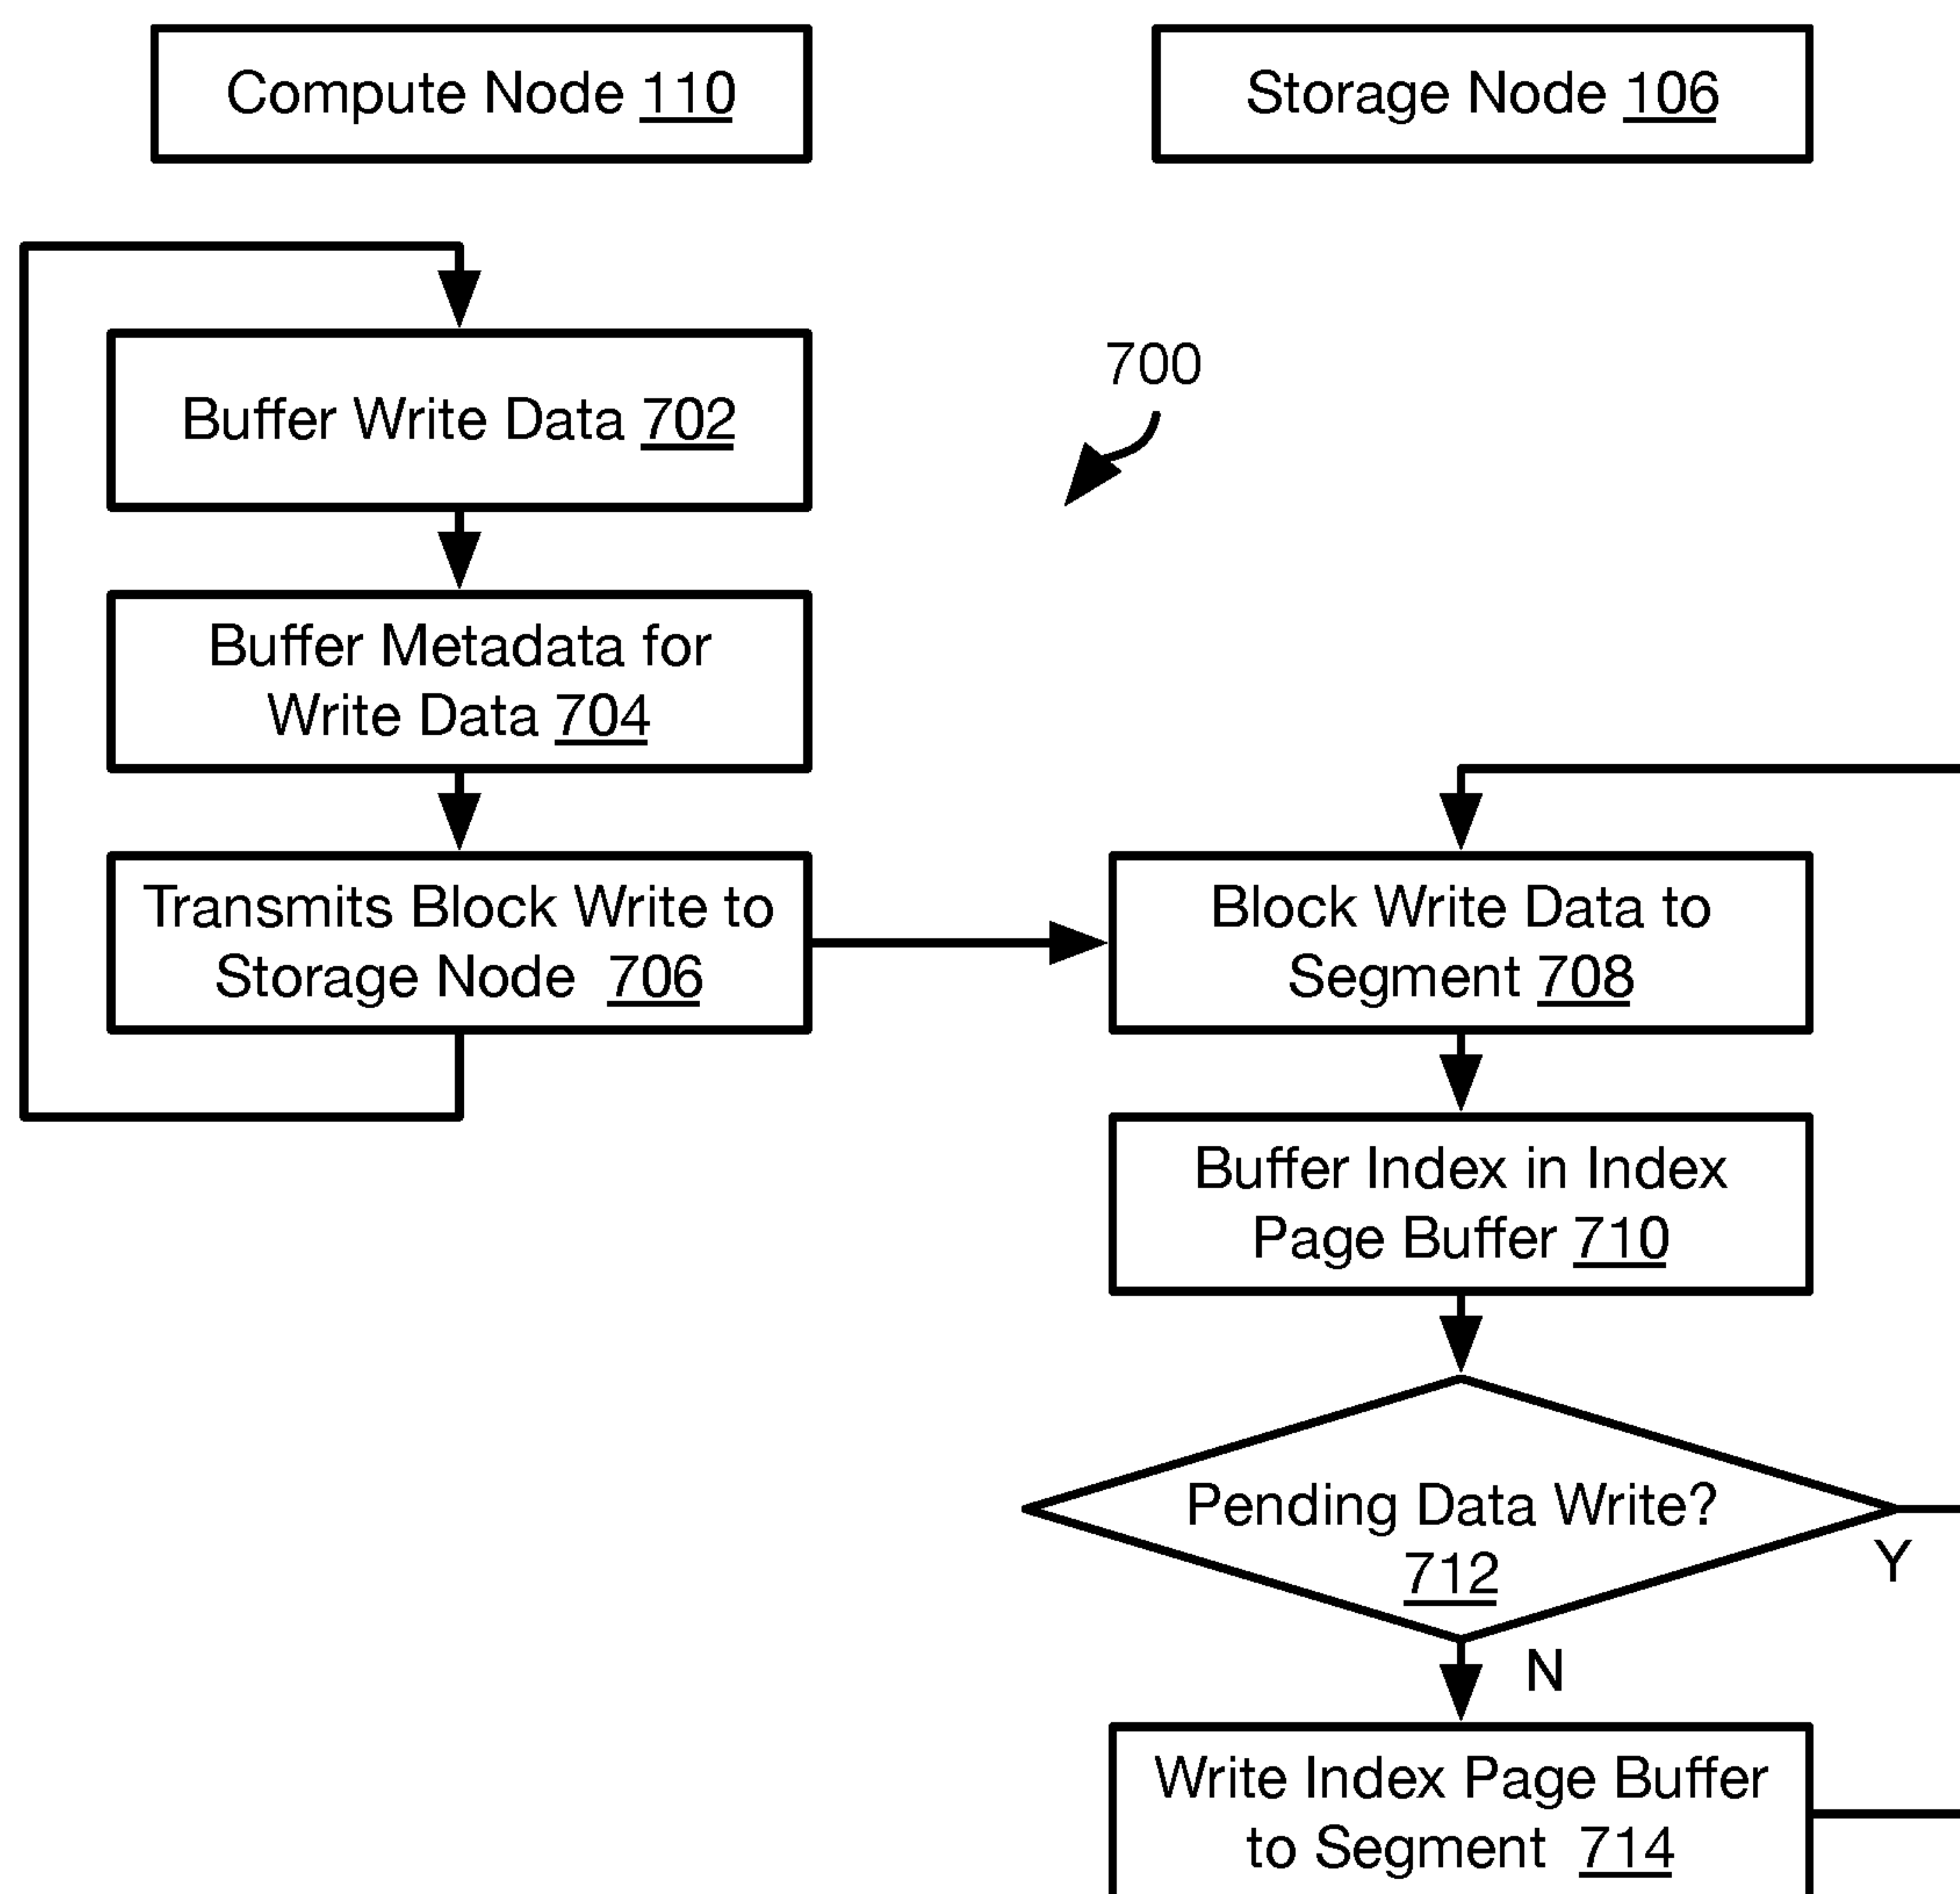 Compute Node 110
Storage Node 106
700
Buffer Write Data 702
Buffer Metadata for
Write Data 704
Transmits Block Write to
Storage Node 706
Block Write Data to
Segment 708
Buffer Index in Index
Page Buffer 710
Pending Data Write?
712
Y
N
Write Index Page Buffer
to Segment 714